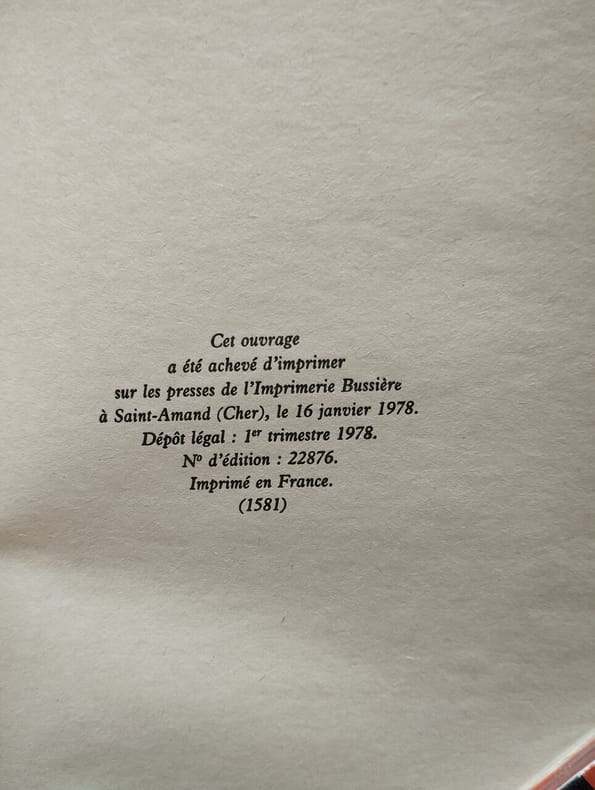 Cet ouvrage
a été achevé d'imprimer
sur les presses de l'Imprimerie Bussière
à Saint-Amand (Cher), le 16 janvier 1978.
Dépôt légal : 1er trimestre 1978.
No d'édition : 22876.
Imprimé en France.
(1581)